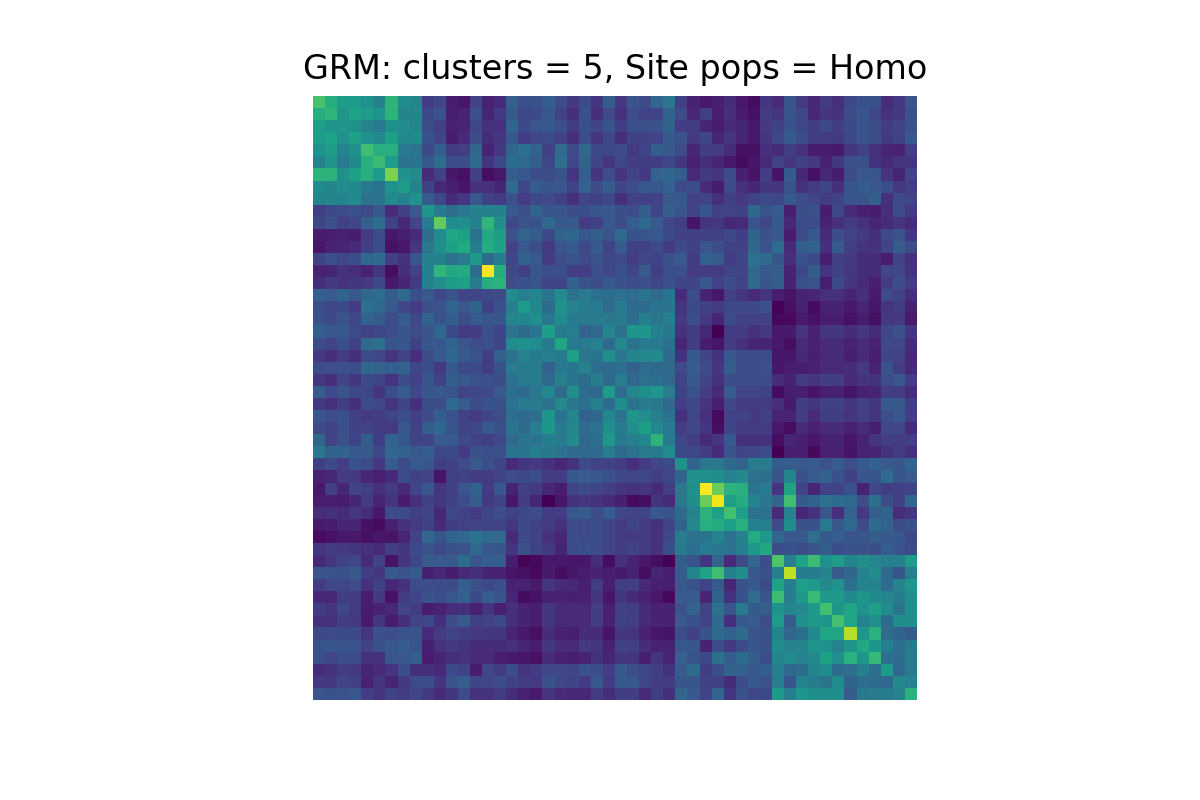 GRM: clusters = 5, Site pops = Homo